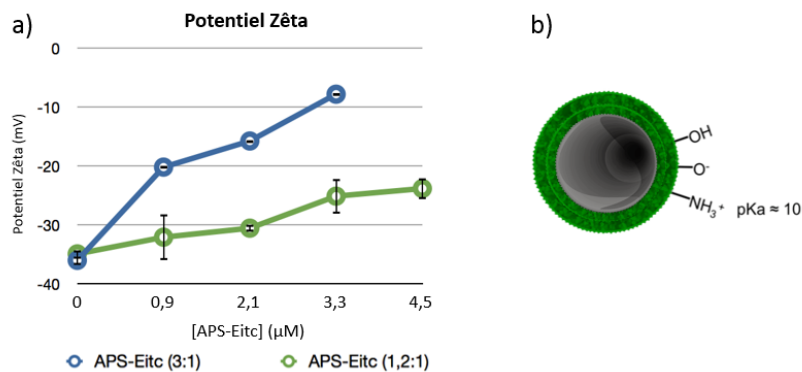 a)
Potentiel Zêta
b)
Potentiel Zêta (mV)
0
-10
-20
-30
-40
0 0,9 2,1 3,3 4,5
[APS-Eitc] (µM)
APS-Eitc (3:1) APS-Eitc (1,2:1)
OH
O-
NH₃⁺ pKa ≈ 10